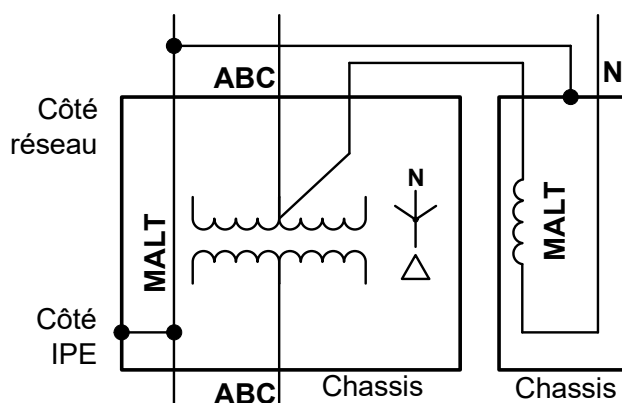 ABC
N
Côté
réseau
N
MALT
MALT
Côté
IPE
ABC
Chassis
Chassis